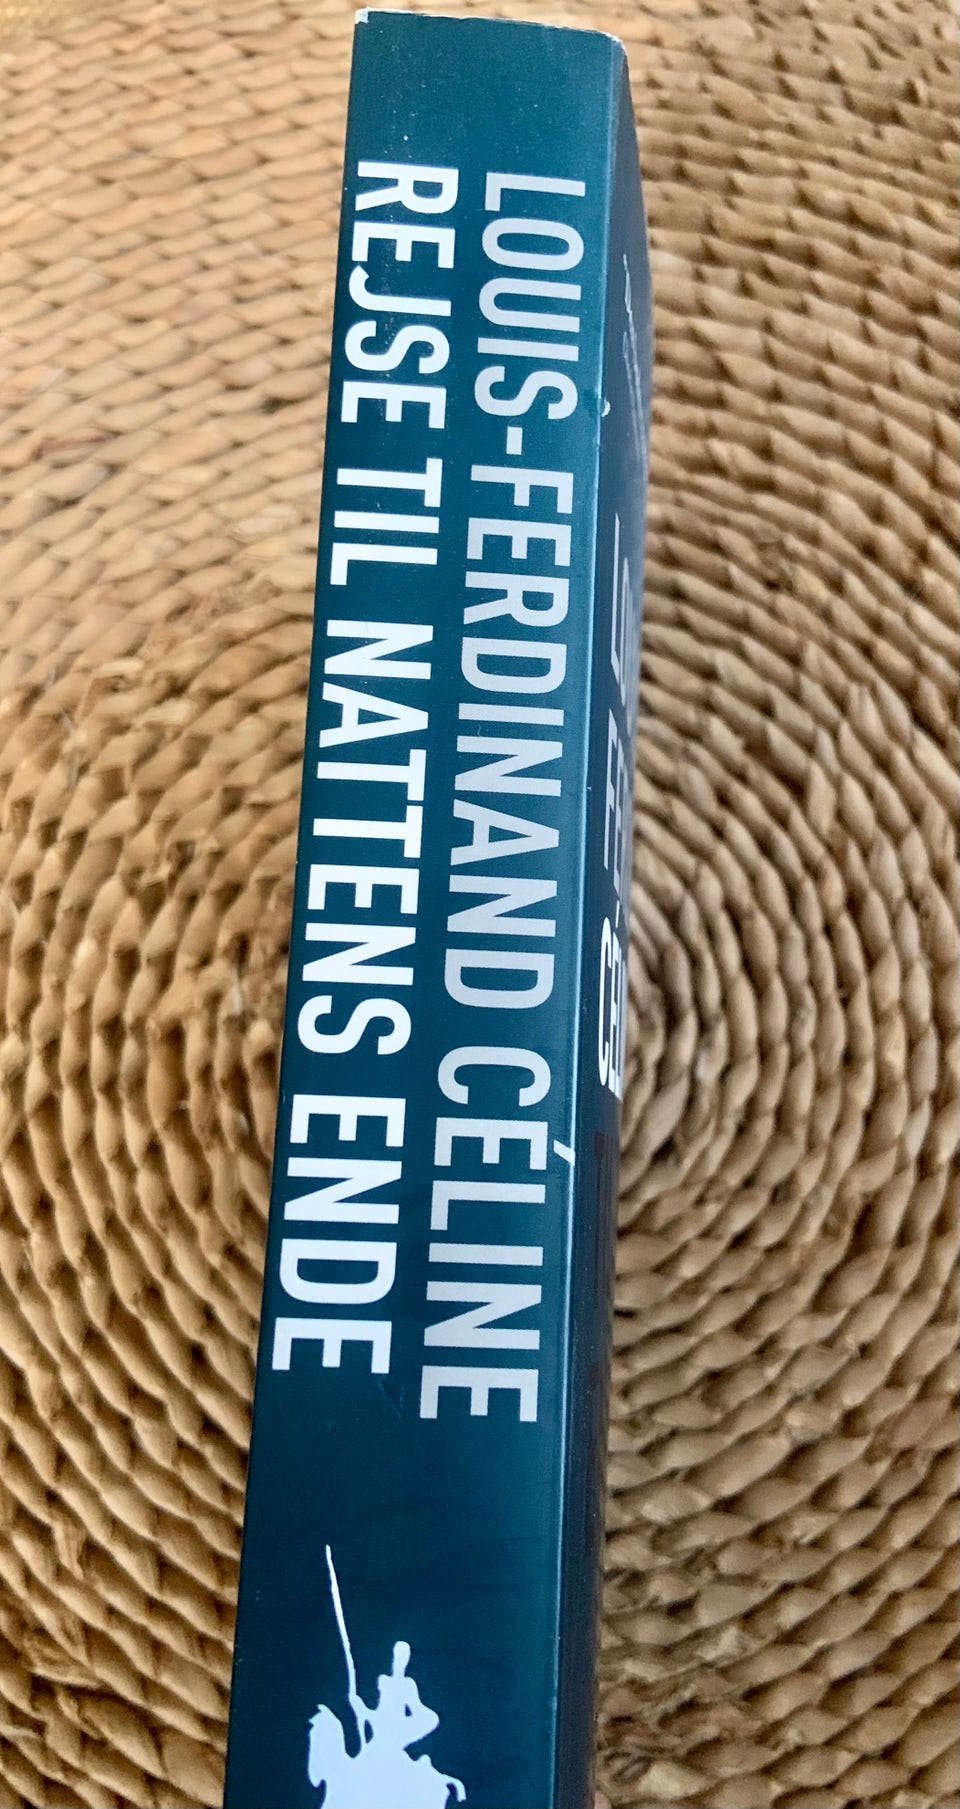 LOUIS-FERDINAND CÉLINE
REJSE TIL NATTENS ENDE